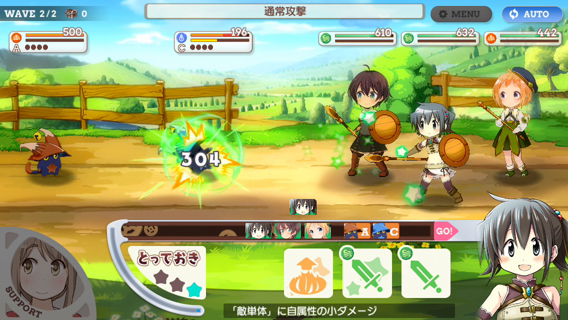 WAVE 2/2 0
通常攻撃
MENU
AUTO
500
A
196
C
610
632
442
304
A C GO!
とっておき
SUPPORT
「敵単体」に自属性の小ダメージ